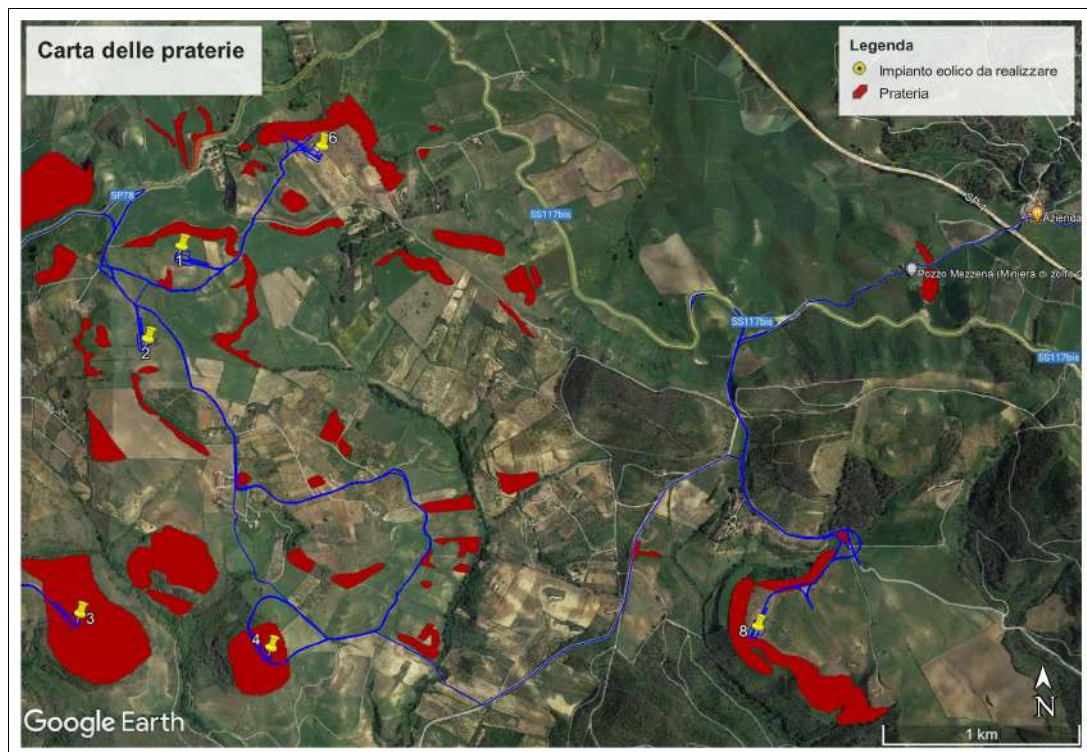 Carta delle praterie
Legenda
Impianto eolico da realizzare
Prateria
6
SP78
SP4
SS117bis
Azienda
1
Pozzo Mezzena (Miniera di zolfo
SS117bis
2
SS117bis
3
4
8
N
Google Earth
1 km